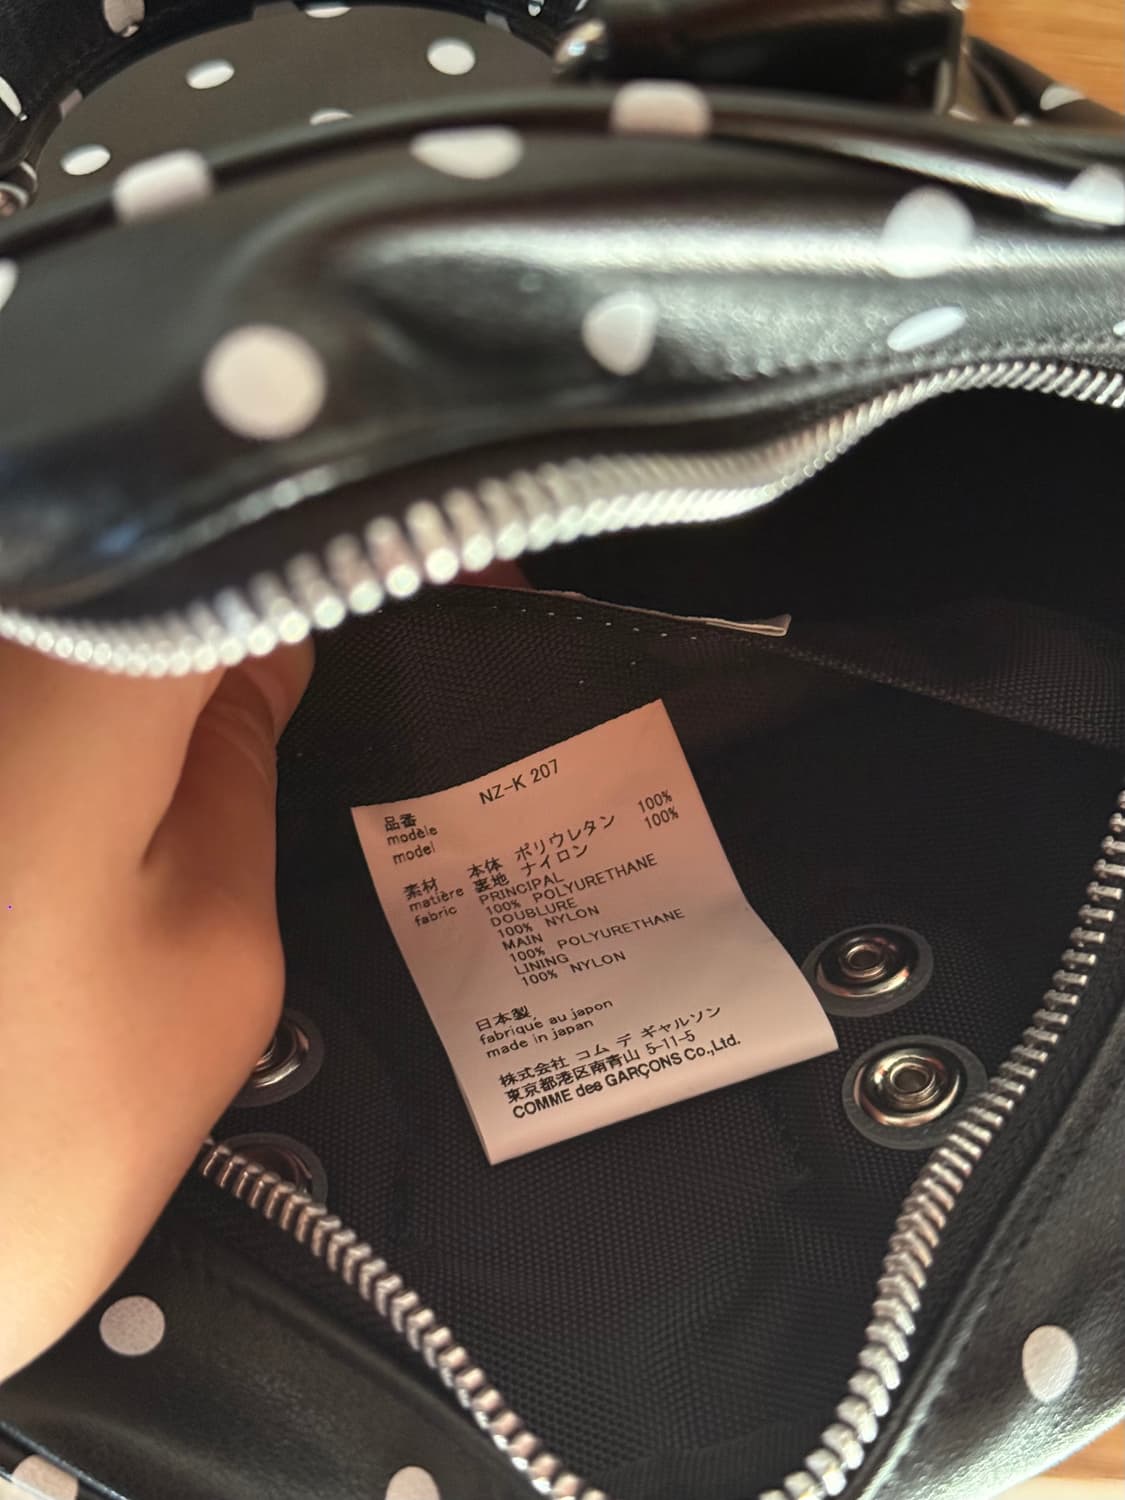 品番 NZ-K 207
modèle
model
素材 本体 ポリウレタン 100%
matière 裏地 ナイロン 100%
fabric PRINCIPAL
100% POLYURETHANE
DOUBLURE
100% NYLON
MAIN
100% POLYURETHANE
LINING
100% NYLON
日本製
fabriqué au japon
made in japan
株式会社 コム デ ギャルソン
東京都港区南青山 5-11-5
COMME des GARÇONS Co.,Ltd.